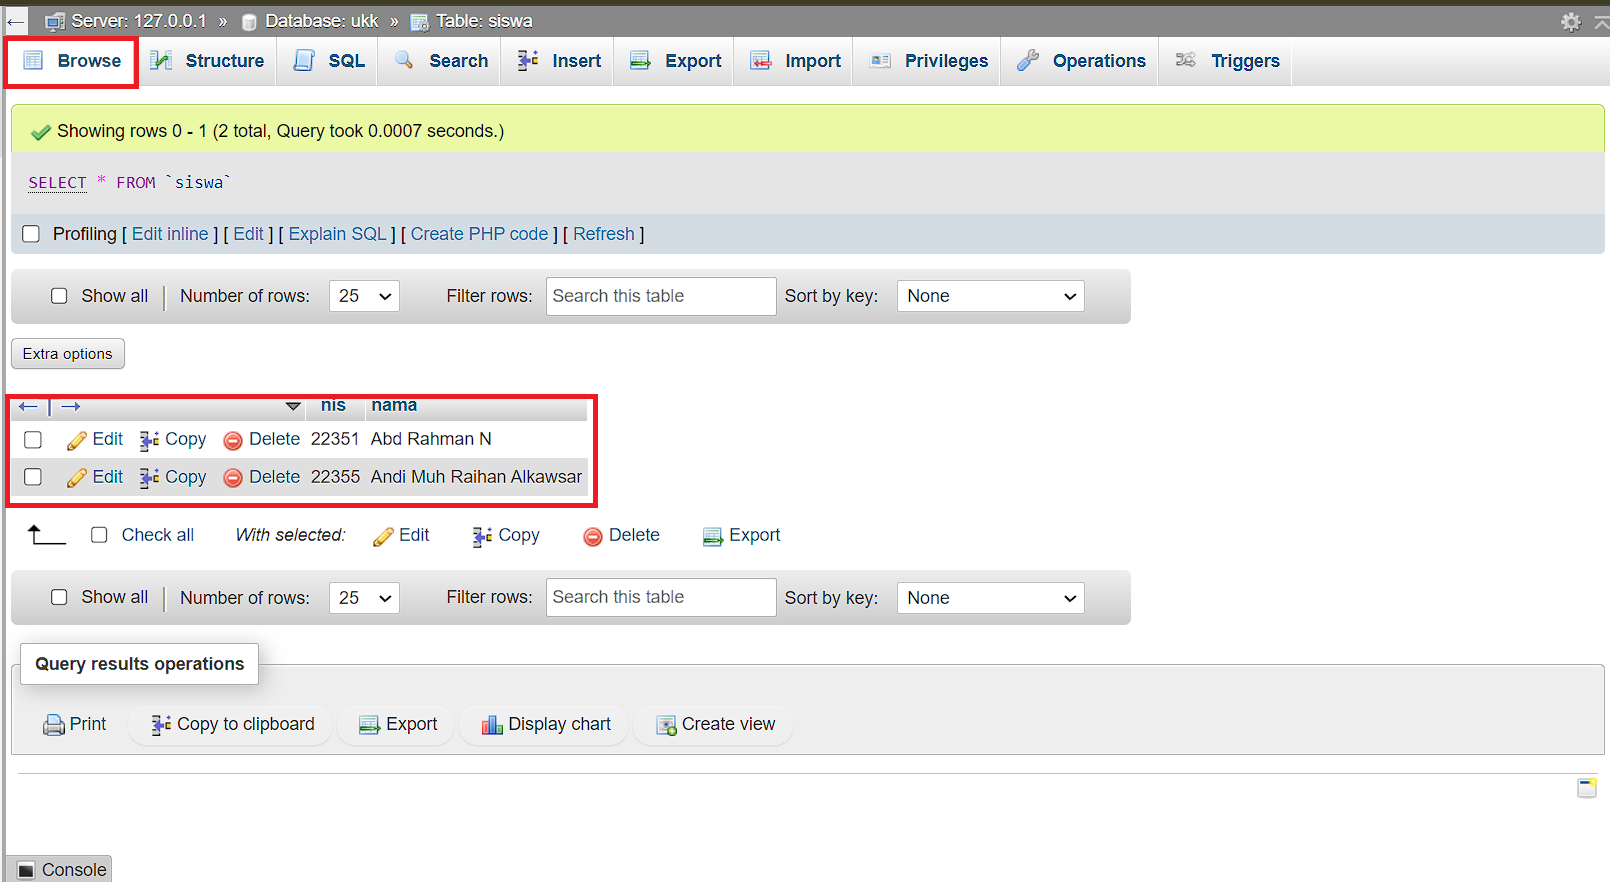 Server: 127.0.0.1 » Database: ukk » Table: siswa
Browse Structure SQL Search Insert Export Import Privileges Operations Triggers
Showing rows 0 - 1 (2 total, Query took 0.0007 seconds.)
SELECT * FROM `siswa`
Profiling [ Edit inline ] [ Edit ] [ Explain SQL ] [ Create PHP code ] [ Refresh ]
Show all Number of rows: 25 Filter rows: Search this table Sort by key: None
Extra options
nis nama
Edit Copy Delete 22351 Abd Rahman N
Edit Copy Delete 22355 Andi Muh Raihan Alkawsar
Check all With selected: Edit Copy Delete Export
Show all Number of rows: 25 Filter rows: Search this table Sort by key: None
Query results operations
Print Copy to clipboard Export Display chart Create view
Console